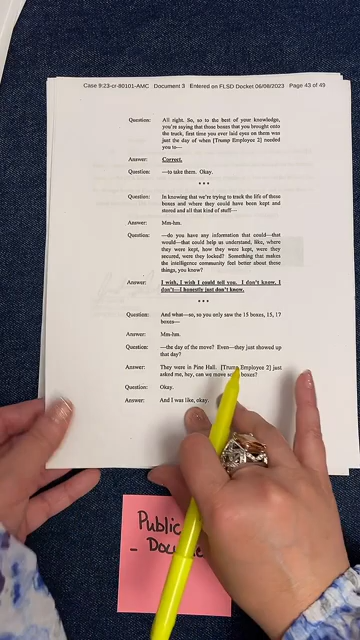 Case 9:23-cr-80101-AMC Document 3 Entered on FLSD Docket 06/08/2023 Page 43 of 49
Question: All right. So, so to the best of your knowledge,
you're saying that those boxes that you brought onto
the truck, first time you ever laid eyes on them was
just the day of when [Trump Employee 2] needed
you to—
Answer: Correct.
Question: —to take them. Okay.
***
Question: In knowing that we're trying to track the life of these
boxes and where they could have been kept and
stored and all that kind of stuff—
Answer: Mm-hm.
Question: —do you have any information that could—that
would—that could help us understand, like, where they
were kept, how they were kept, were they
secured, were they locked? Something that makes
the intelligence community feel better about these
things, you know?
Answer: I wish, I wish I could tell you. I don't know. I
don't—I honestly just don't know.
***
Question: And what—so, so you only saw the 15 boxes, 15, 17
boxes—
Answer: Mm-hm.
Question: —the day of the move? Even—they just showed up
that day?
Answer: They were in Pine Hall. [Trump Employee 2] just
asked me, hey, can we move some boxes?
Question: Okay.
Answer: And I was like, okay.
Public
- Docume